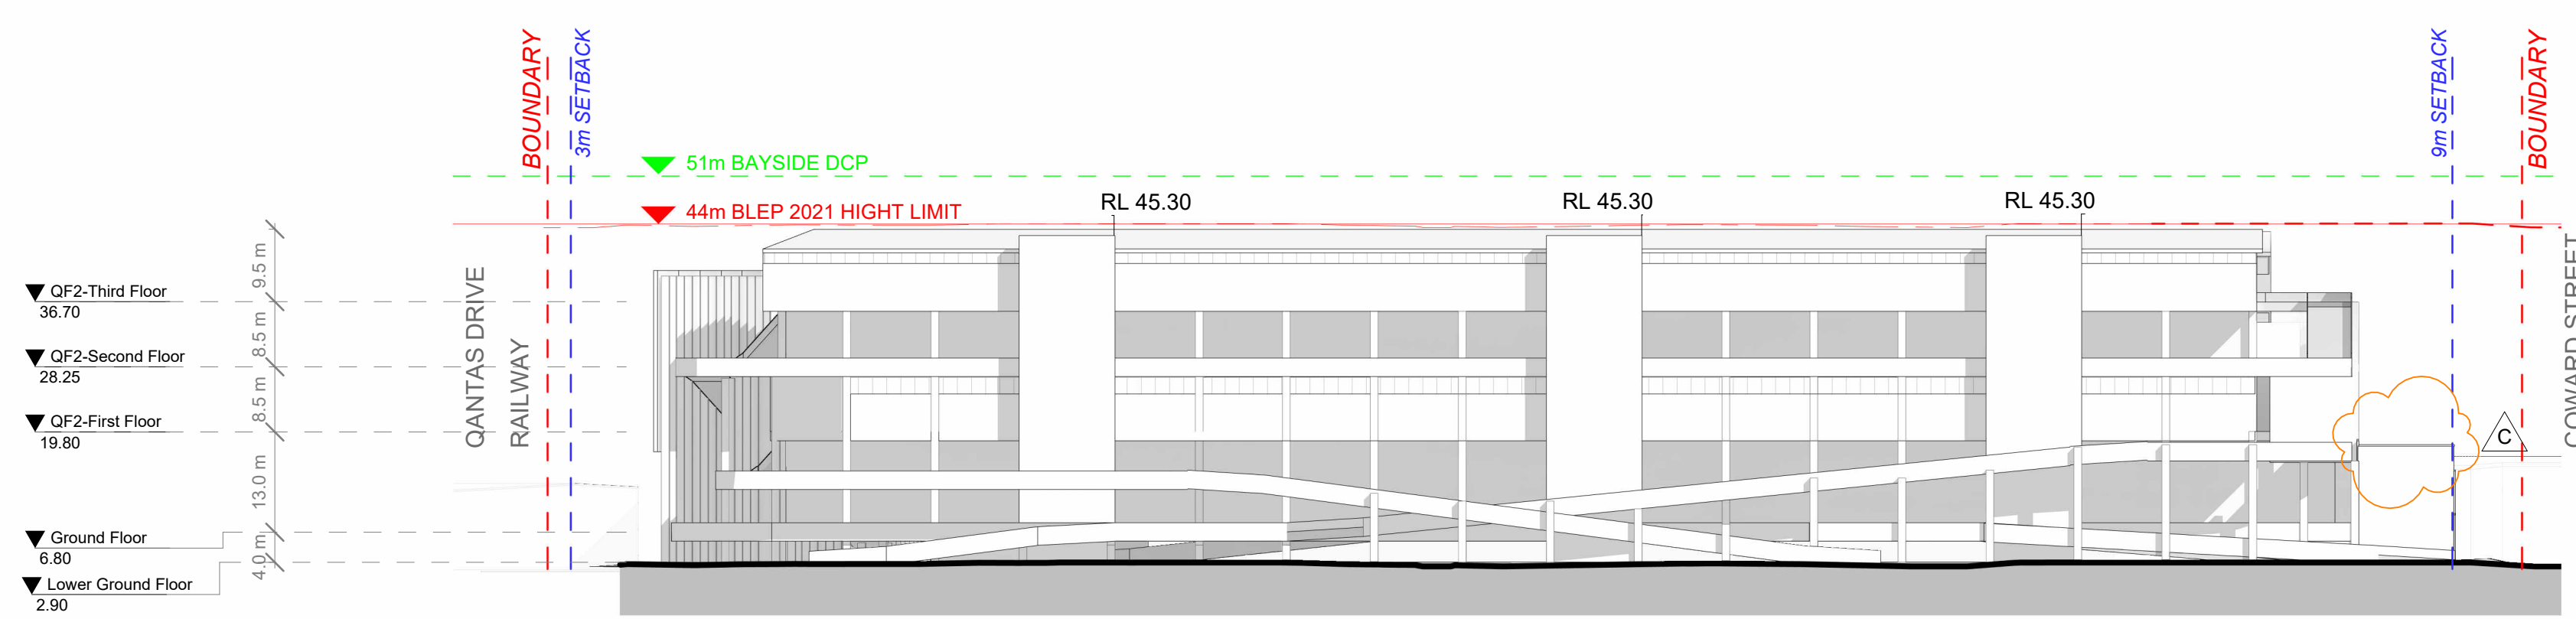 BOUNDARY
3m SETBACK
9m SETBACK
BOUNDARY
51m BAYSIDE DCP
44m BLEP 2021 HIGHT LIMIT
RL 45.30
RL 45.30
RL 45.30
9.5 m
QF2-Third Floor
36.70
8.5 m
QF2-Second Floor
28.25
8.5 m
QF2-First Floor
19.80
13.0 m
Ground Floor
6.80
4.0 m
Lower Ground Floor
2.90
QANTAS DRIVE
RAILWAY
C
COWARD STREET